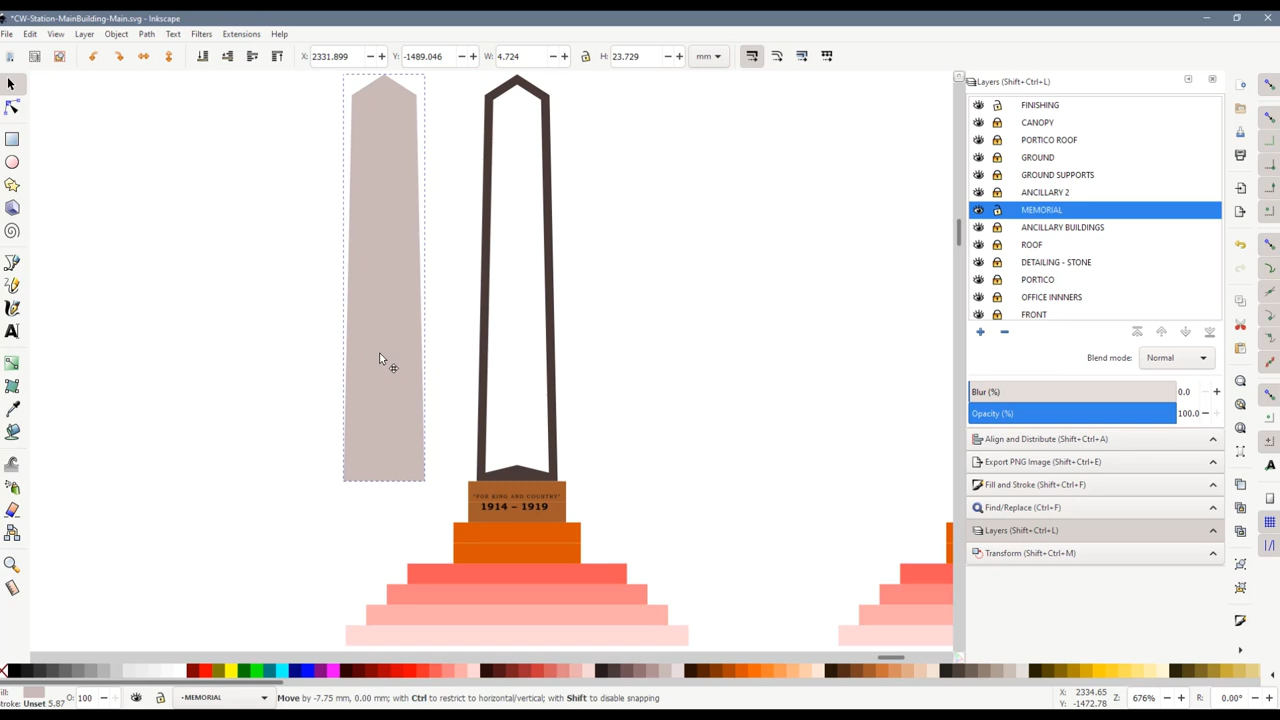 *CW-Station-MainBuilding-Main.svg - Inkscape
File Edit View Layer Object Path Text Filters Extensions Help
X: 2331.899 - + Y: -1489.046 - + W: 4.724 - + H: 23.729 - + mm
Layers (Shift+Ctrl+L)
FINISHING
CANOPY
PORTICO ROOF
GROUND
GROUND SUPPORTS
ANCILLARY 2
MEMORIAL
ANCILLARY BUILDINGS
ROOF
DETAILING - STONE
PORTICO
OFFICE INNNERS
FRONT
Blend mode: Normal
Blur (%) 0.0 - +
Opacity (%) 100.0 - +
Align and Distribute (Shift+Ctrl+A)
Export PNG Image (Shift+Ctrl+E)
Fill and Stroke (Shift+Ctrl+F)
Find/Replace (Ctrl+F)
Layers (Shift+Ctrl+L)
Transform (Shift+Ctrl+M)
"FOR KING AND COUNTRY"
1914 – 1919
Fill:
Stroke: Unset 5.87 O: 100 - + -MEMORIAL Move by -7.75 mm, 0.00 mm; with Ctrl to restrict to horizontal/vertical; with Shift to disable snapping X: 2334.65
Y: -1472.78 Z: 676% - + R: 0.00° - +